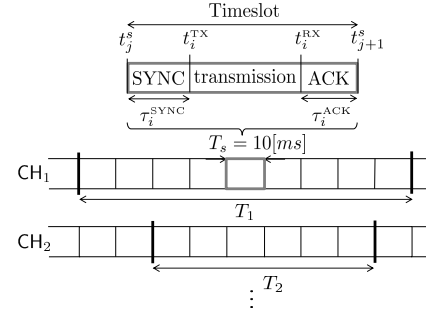 Timeslot
t_j^s t_i^TX t_i^RX t_{j+1}^s
SYNC transmission ACK
τ_i^SYNC τ_i^ACK
T_s = 10[ms]
CH_1
T_1
CH_2
T_2
⋮